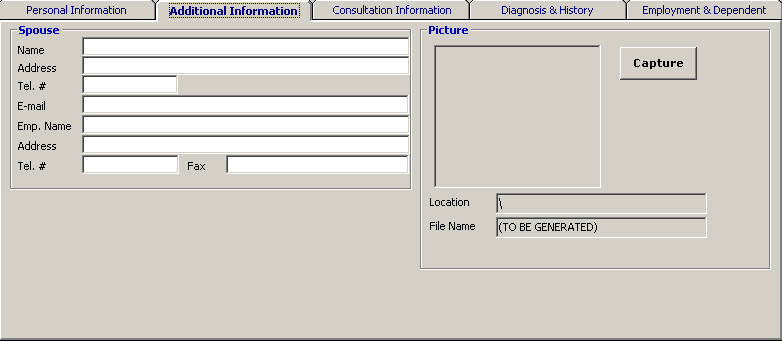 Personal Information Additional Information Consultation Information Diagnosis & History Employment & Dependent
Spouse
Name
Address
Tel. #
E-mail
Emp. Name
Address
Tel. # Fax
Picture
Capture
Location \
File Name (TO BE GENERATED)